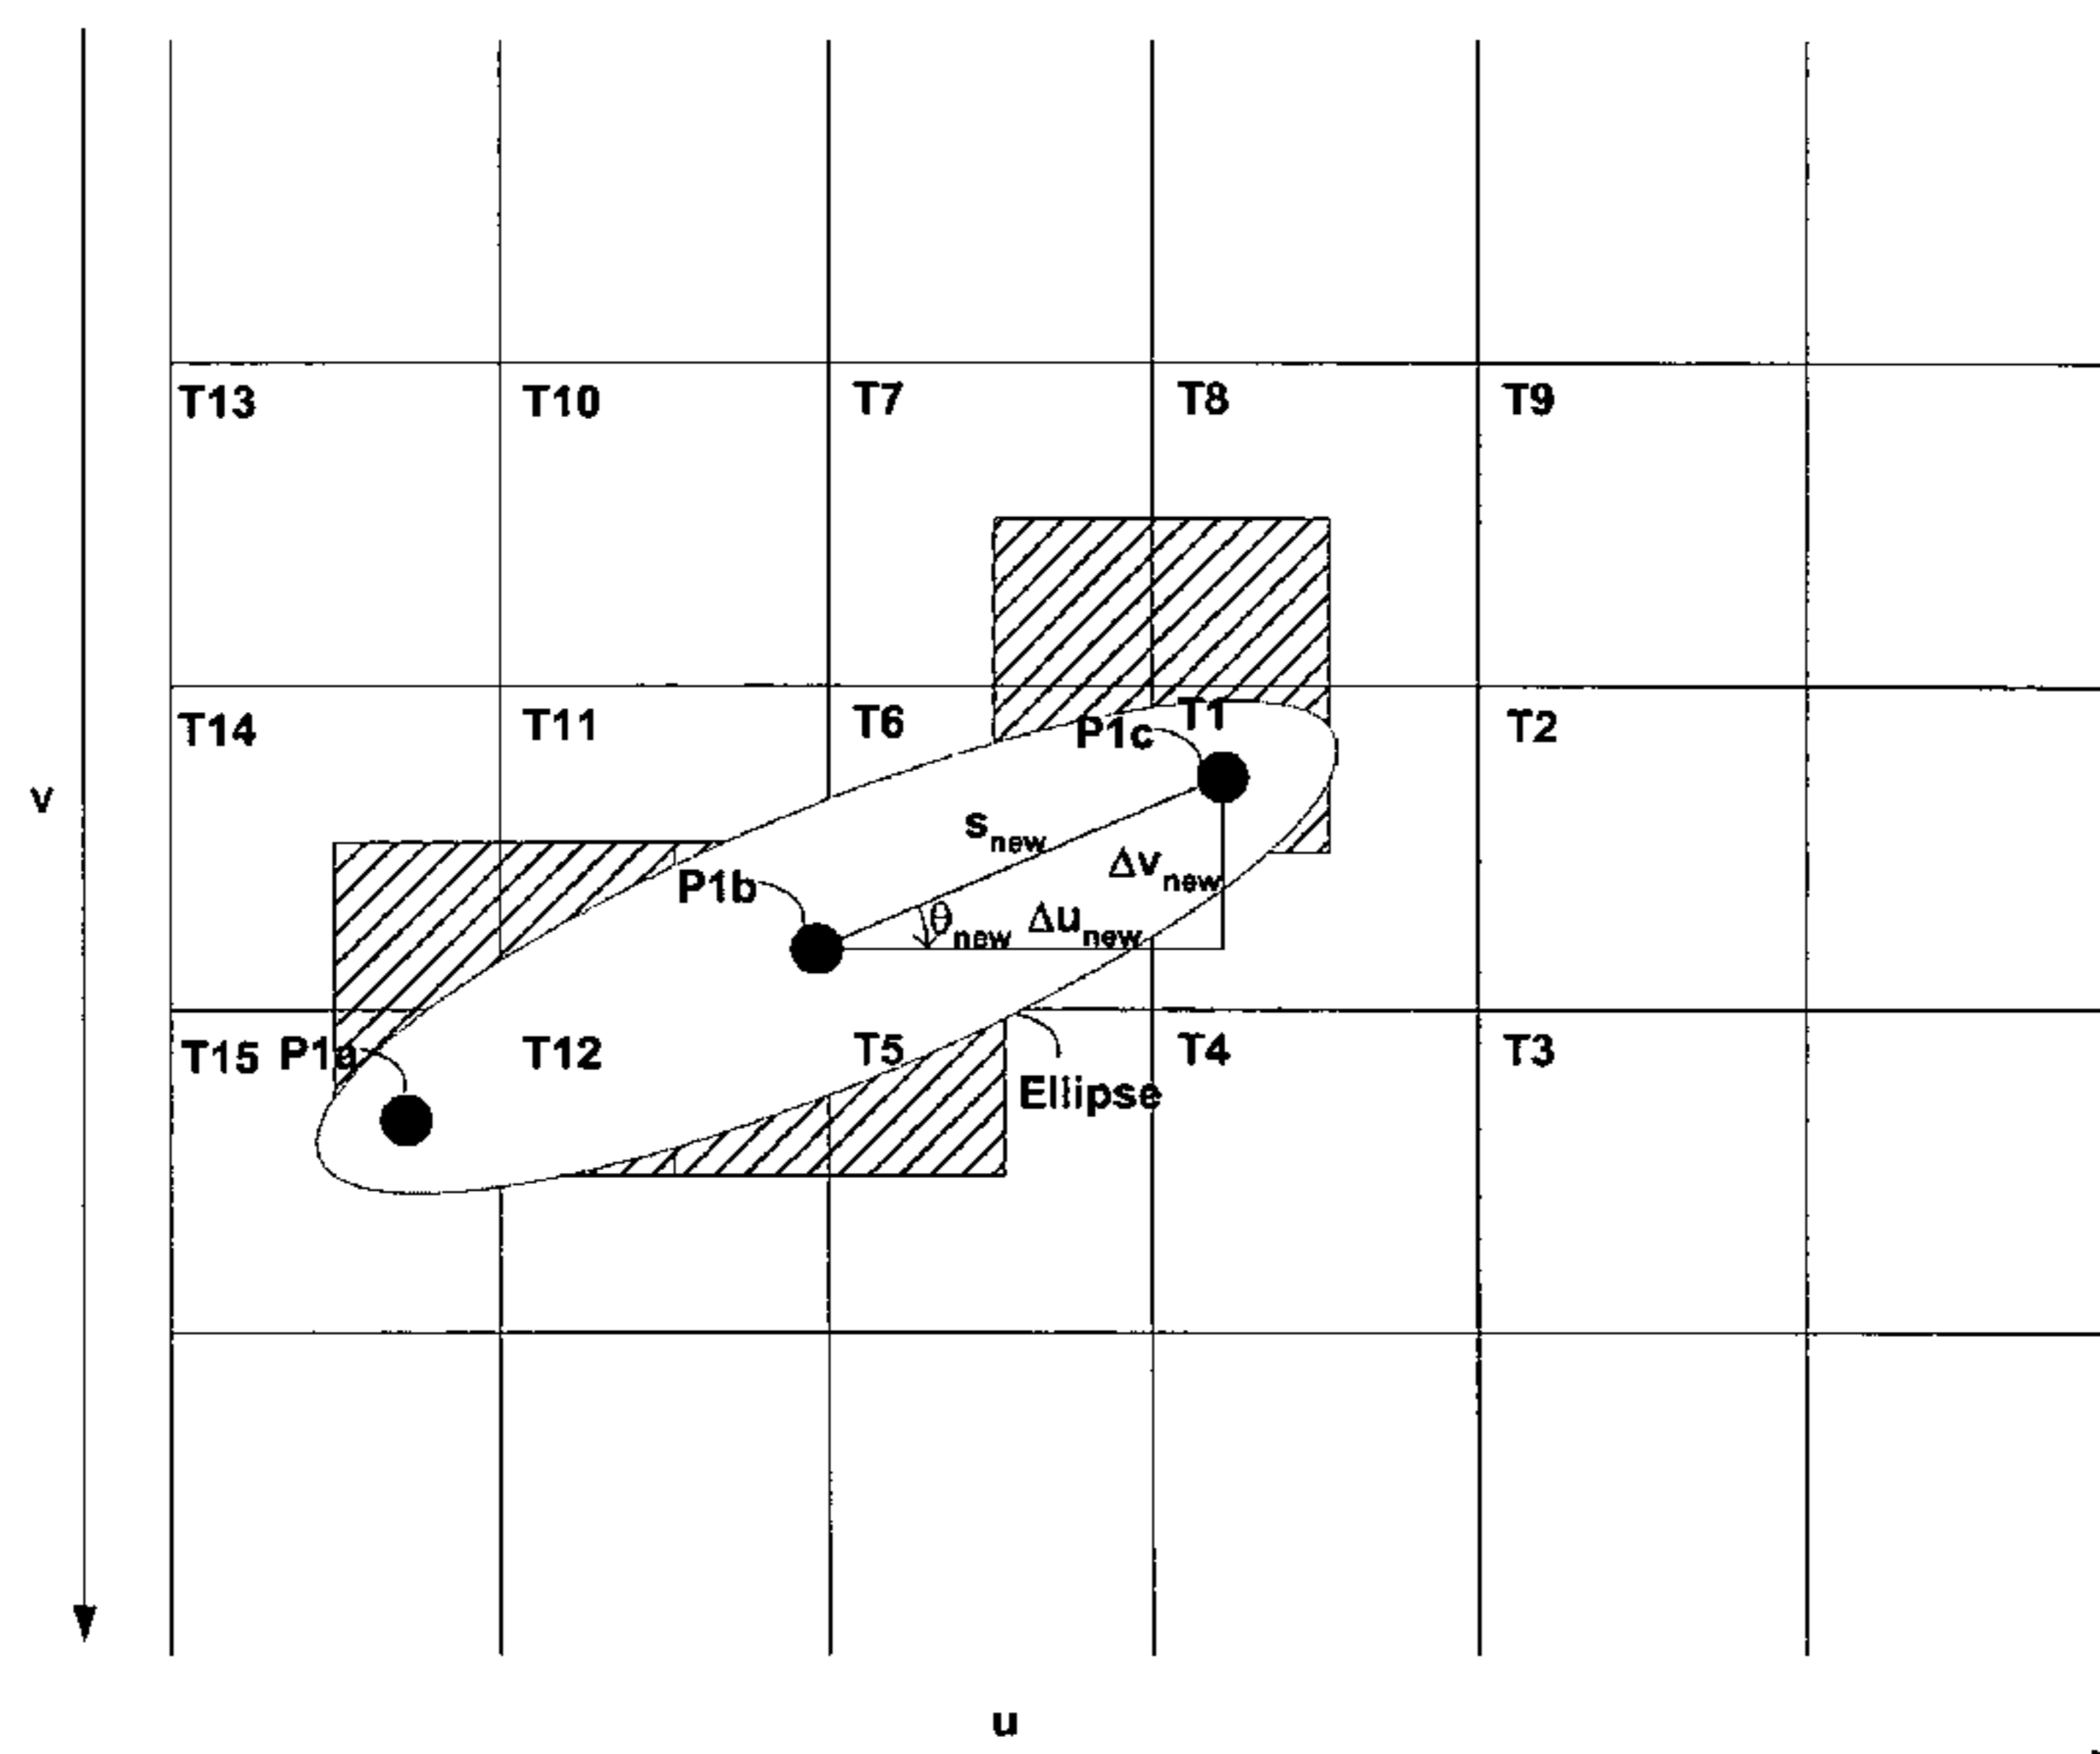 T13 T10 T7 T8 T9
T14 T11 T6 T1 T2
P1c
v
s_new
Δv_new
P1b
θ_new Δu_new
T15 P1a T12 T5 T4 T3
Ellipse
u